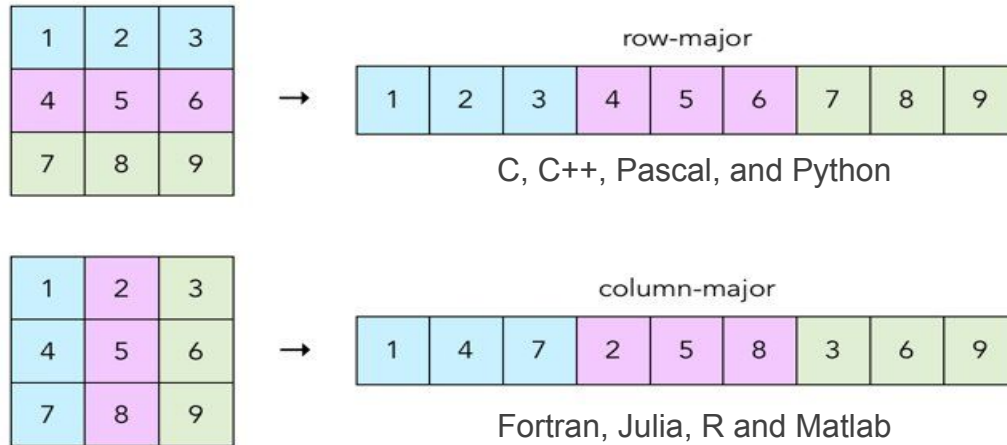 1 2 3
4 5 6
7 8 9
→
row-major
1 2 3 4 5 6 7 8 9
C, C++, Pascal, and Python
1 2 3
4 5 6
7 8 9
→
column-major
1 4 7 2 5 8 3 6 9
Fortran, Julia, R and Matlab